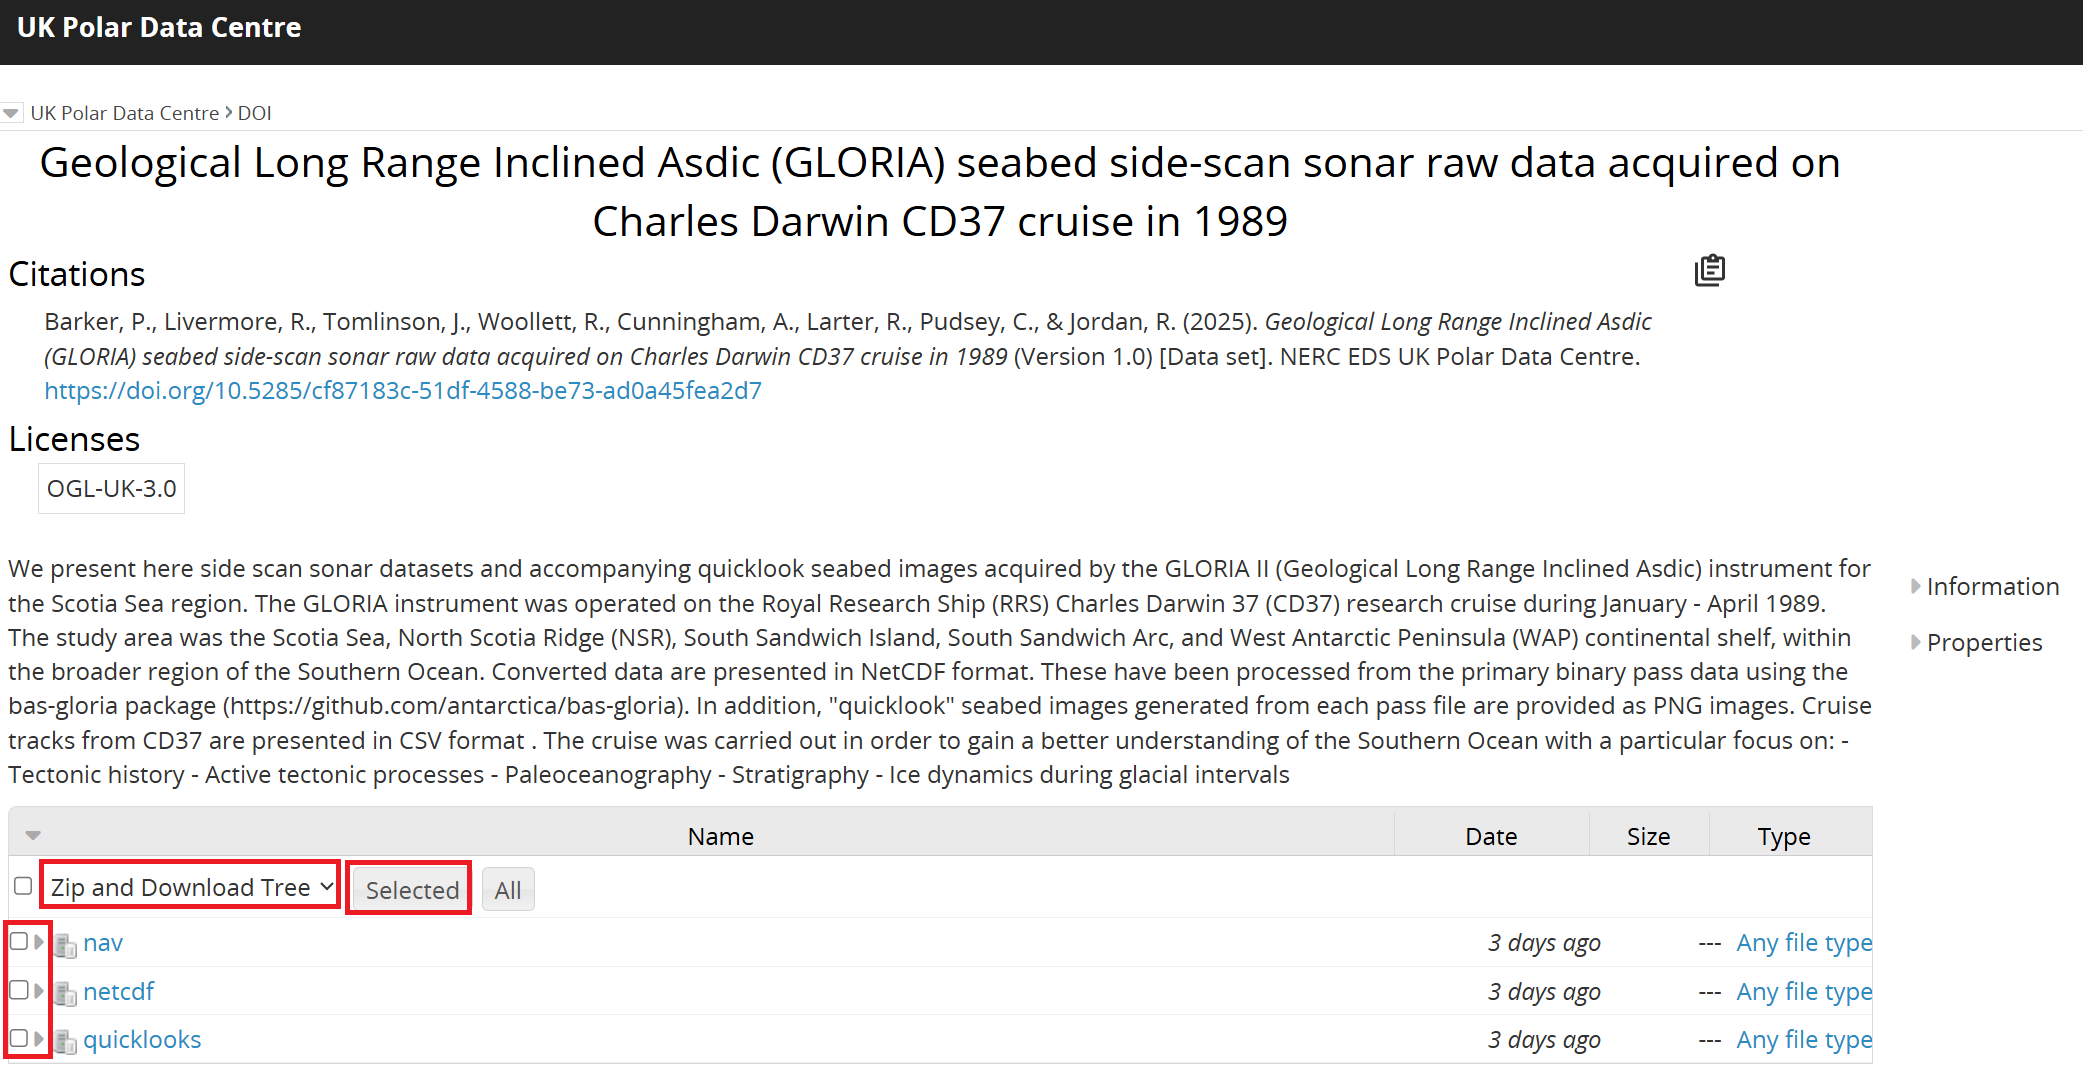 UK Polar Data Centre
UK Polar Data Centre › DOI
Geological Long Range Inclined Asdic (GLORIA) seabed side-scan sonar raw data acquired on
Charles Darwin CD37 cruise in 1989
Citations
Barker, P., Livermore, R., Tomlinson, J., Woollett, R., Cunningham, A., Larter, R., Pudsey, C., & Jordan, R. (2025). Geological Long Range Inclined Asdic
(GLORIA) seabed side-scan sonar raw data acquired on Charles Darwin CD37 cruise in 1989 (Version 1.0) [Data set]. NERC EDS UK Polar Data Centre.
https://doi.org/10.5285/cf87183c-51df-4588-be73-ad0a45fea2d7
Licenses
OGL-UK-3.0
We present here side scan sonar datasets and accompanying quicklook seabed images acquired by the GLORIA II (Geological Long Range Inclined Asdic) instrument for
the Scotia Sea region. The GLORIA instrument was operated on the Royal Research Ship (RRS) Charles Darwin 37 (CD37) research cruise during January - April 1989.
The study area was the Scotia Sea, North Scotia Ridge (NSR), South Sandwich Island, South Sandwich Arc, and West Antarctic Peninsula (WAP) continental shelf, within
the broader region of the Southern Ocean. Converted data are presented in NetCDF format. These have been processed from the primary binary pass data using the
bas-gloria package (https://github.com/antarctica/bas-gloria). In addition, "quicklook" seabed images generated from each pass file are provided as PNG images. Cruise
tracks from CD37 are presented in CSV format . The cruise was carried out in order to gain a better understanding of the Southern Ocean with a particular focus on: -
Tectonic history - Active tectonic processes - Paleoceanography - Stratigraphy - Ice dynamics during glacial intervals
Information
Properties
Name Date Size Type
Zip and Download Tree Selected All
nav 3 days ago --- Any file type
netcdf 3 days ago --- Any file type
quicklooks 3 days ago --- Any file type